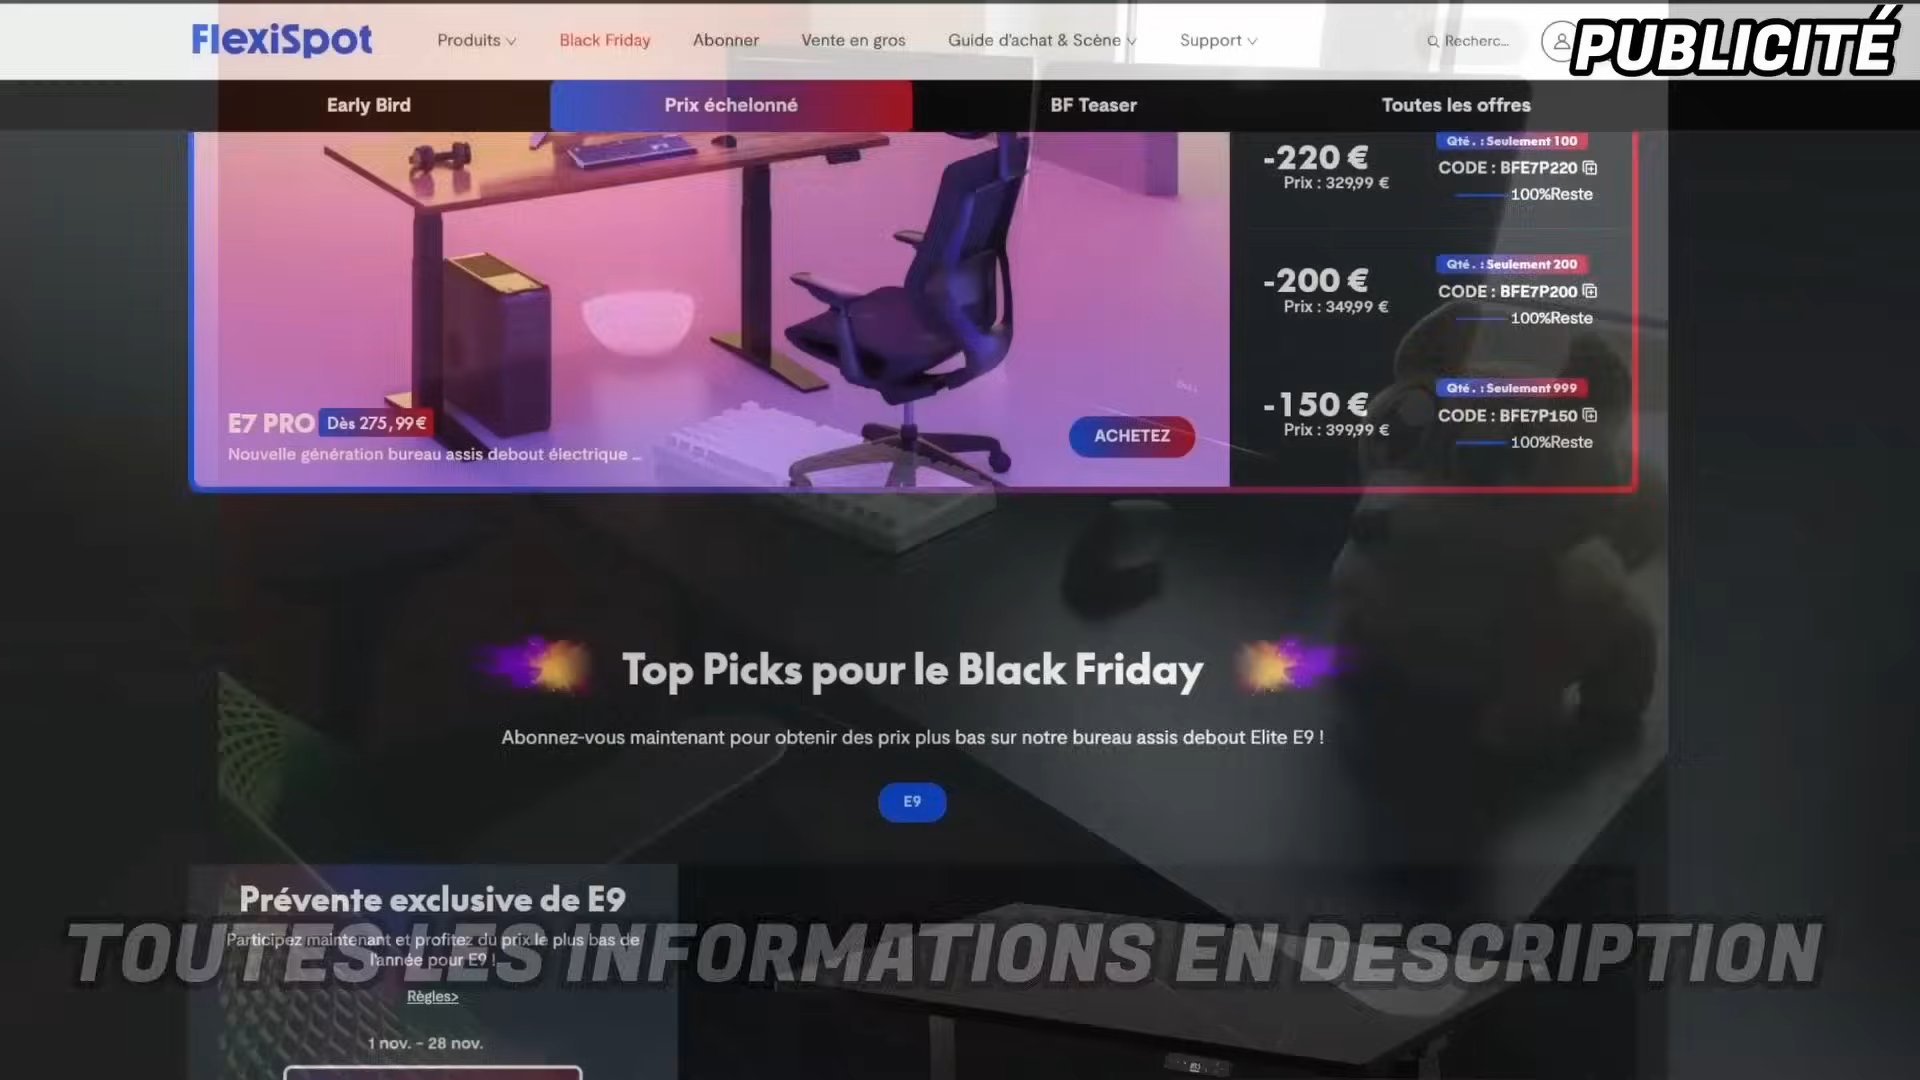 FlexiSpot
Produits
Black Friday
Abonner
Vente en gros
Guide d'achat & Scène
Support
Recherc...
PUBLICITÉ
Early Bird
Prix échelonné
BF Teaser
Toutes les offres
-220 €
Prix : 329,99 €
Qté. : Seulement 100
CODE : BFE7P220
100%Reste
-200 €
Prix : 349,99 €
Qté. : Seulement 200
CODE : BFE7P200
100%Reste
-150 €
Prix : 399,99 €
Qté. : Seulement 999
CODE : BFE7P150
100%Reste
E7 PRO
Dès 275,99€
Nouvelle génération bureau assis debout électrique ...
ACHETEZ
Top Picks pour le Black Friday
Abonnez-vous maintenant pour obtenir des prix plus bas sur notre bureau assis debout Elite E9 !
E9
Prévente exclusive de E9
Participez maintenant et profitez du prix le plus bas de
l'année pour E9 !
TOUTES LES INFORMATIONS EN DESCRIPTION
Règles>
1 nov. - 28 nov.